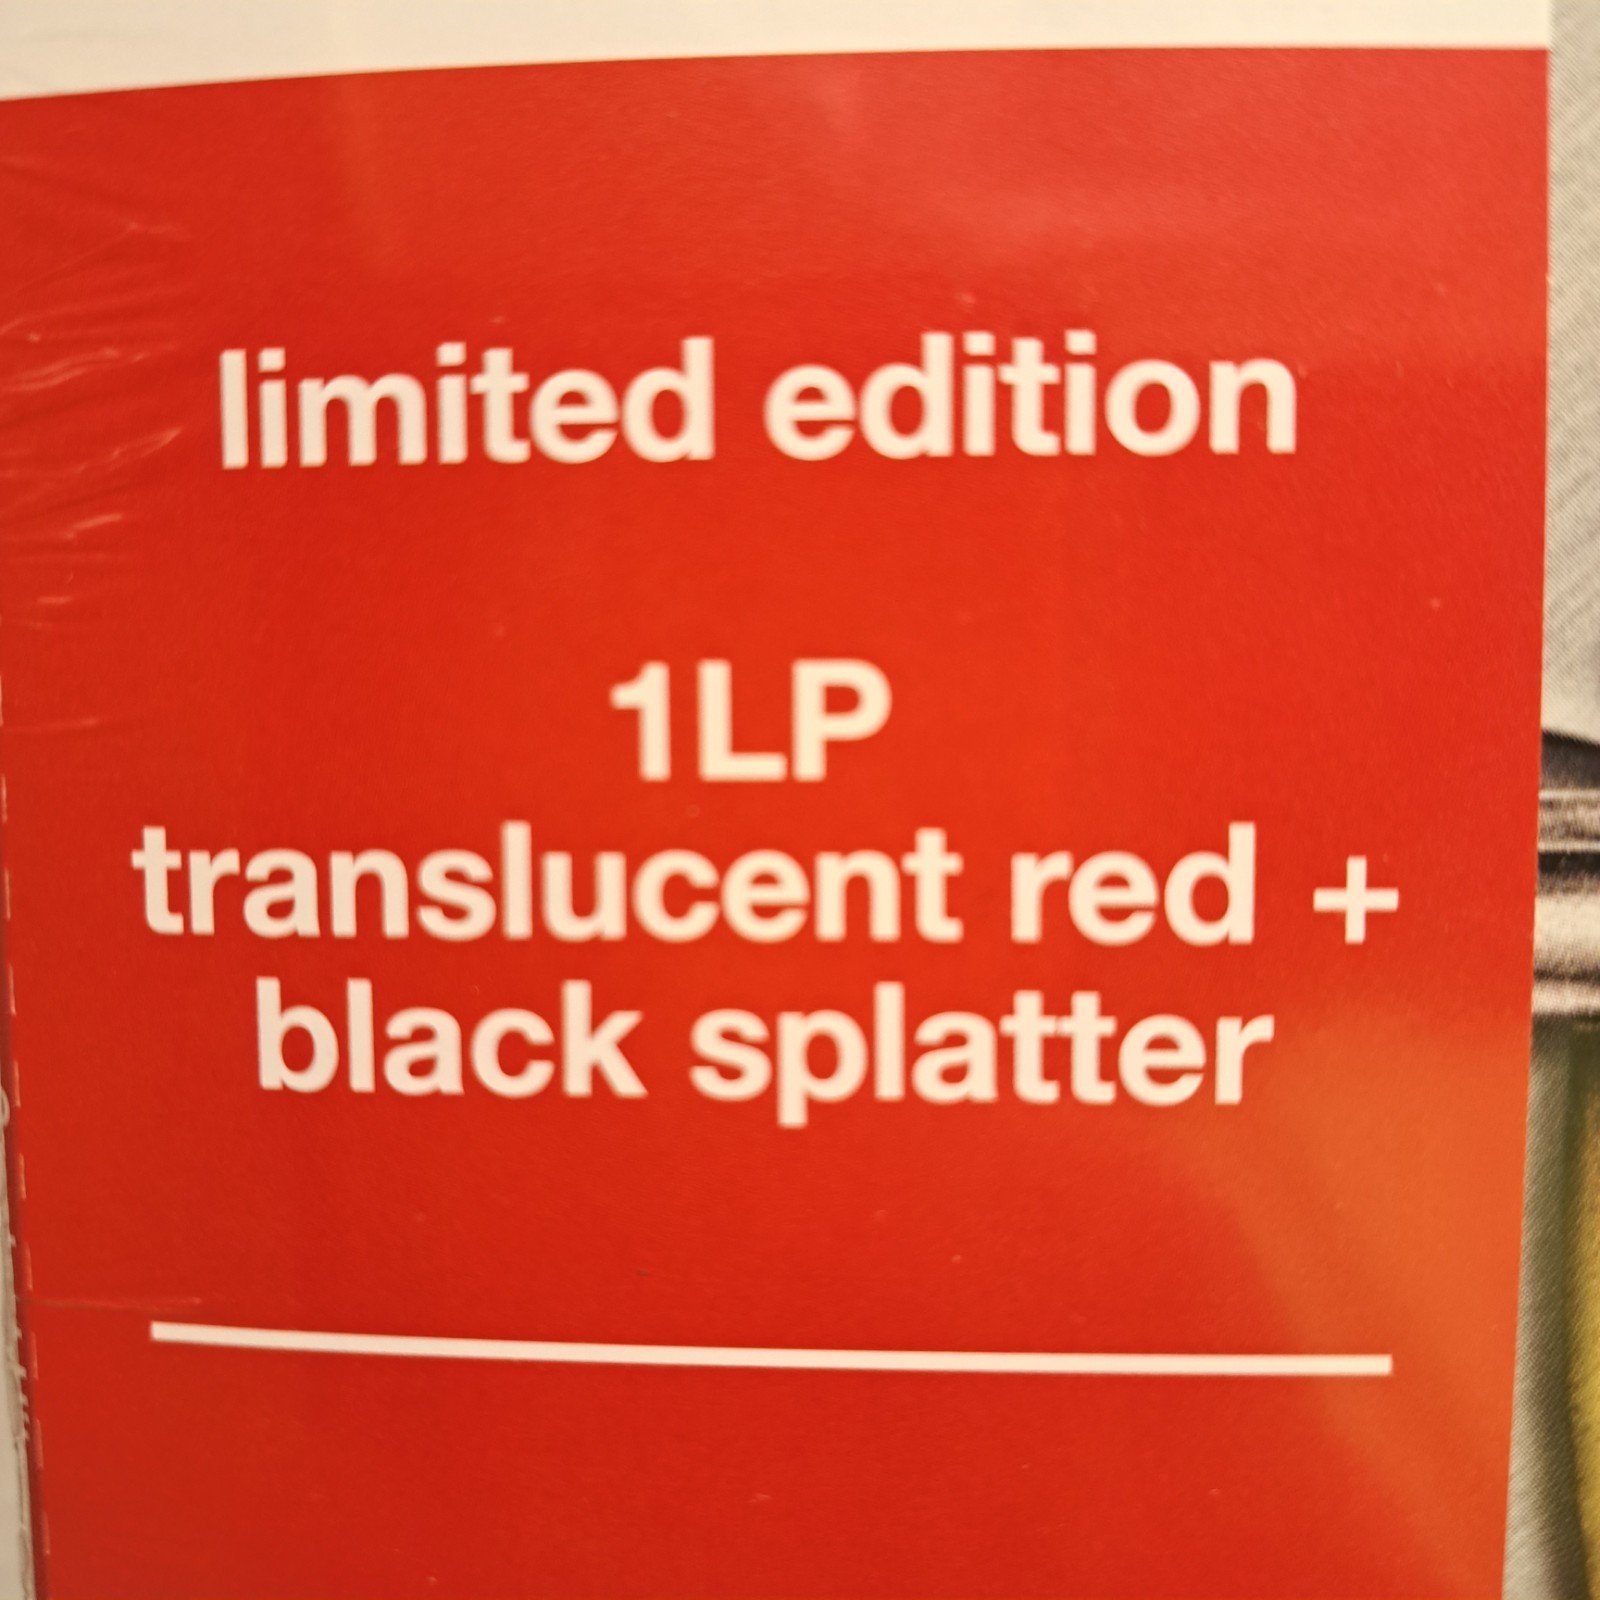 limited edition
1LP
translucent red +
black splatter